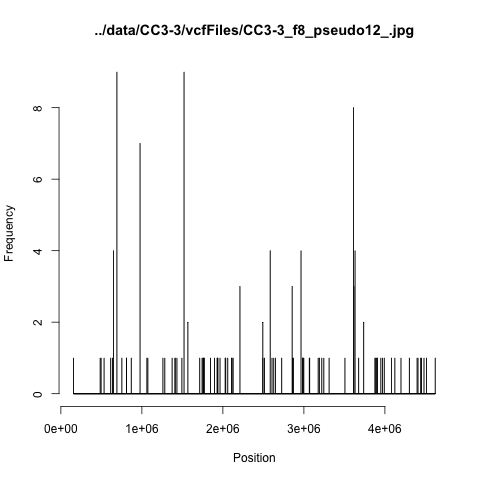 ../data/CC3-3/vcfFiles/CC3-3_f8_pseudo12_.jpg
Frequency
8
6
4
2
0
0e+00 1e+06 2e+06 3e+06 4e+06
Position